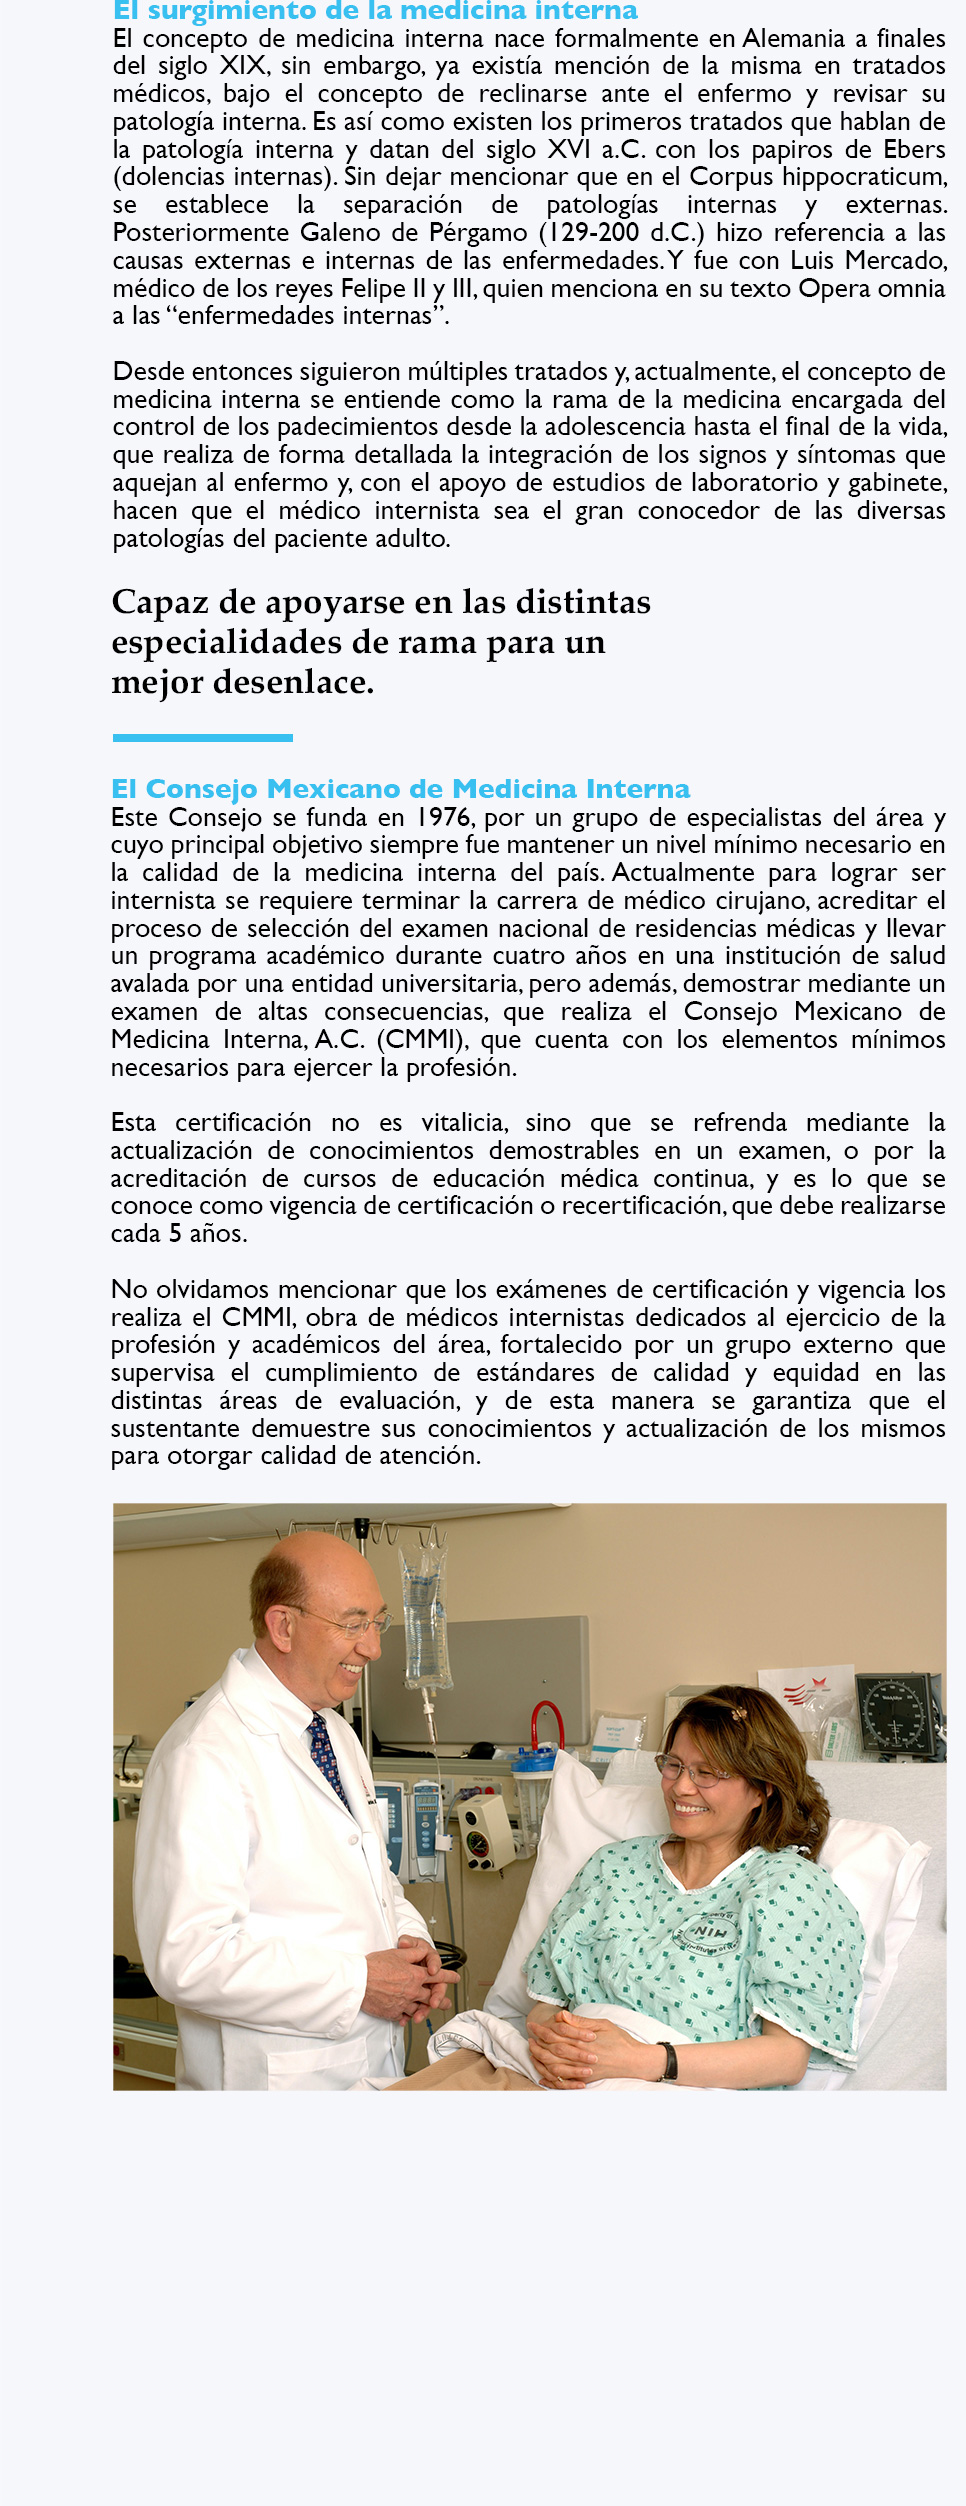 El surgimiento de la medicina interna
El concepto de medicina interna nace formalmente en Alemania a finales
del siglo XIX, sin embargo, ya existía mención de la misma en tratados
médicos, bajo el concepto de reclinarse ante el enfermo y revisar su
patología interna. Es así como existen los primeros tratados que hablan de
la patología interna y datan del siglo XVI a.C. con los papiros de Ebers
(dolencias internas). Sin dejar mencionar que en el Corpus hippocraticum,
se establece la separación de patologías internas y externas.
Posteriormente Galeno de Pérgamo (129-200 d.C.) hizo referencia a las
causas externas e internas de las enfermedades. Y fue con Luis Mercado,
médico de los reyes Felipe II y III, quien menciona en su texto Opera omnia
a las “enfermedades internas”.
Desde entonces siguieron múltiples tratados y, actualmente, el concepto de
medicina interna se entiende como la rama de la medicina encargada del
control de los padecimientos desde la adolescencia hasta el final de la vida,
que realiza de forma detallada la integración de los signos y síntomas que
aquejan al enfermo y, con el apoyo de estudios de laboratorio y gabinete,
hacen que el médico internista sea el gran conocedor de las diversas
patologías del paciente adulto.
Capaz de apoyarse en las distintas
especialidades de rama para un
mejor desenlace.
El Consejo Mexicano de Medicina Interna
Este Consejo se funda en 1976, por un grupo de especialistas del área y
cuyo principal objetivo siempre fue mantener un nivel mínimo necesario en
la calidad de la medicina interna del país. Actualmente para lograr ser
internista se requiere terminar la carrera de médico cirujano, acreditar el
proceso de selección del examen nacional de residencias médicas y llevar
un programa académico durante cuatro años en una institución de salud
avalada por una entidad universitaria, pero además, demostrar mediante un
examen de altas consecuencias, que realiza el Consejo Mexicano de
Medicina Interna, A.C. (CMMI), que cuenta con los elementos mínimos
necesarios para ejercer la profesión.
Esta certificación no es vitalicia, sino que se refrenda mediante la
actualización de conocimientos demostrables en un examen, o por la
acreditación de cursos de educación médica continua, y es lo que se
conoce como vigencia de certificación o recertificación, que debe realizarse
cada 5 años.
No olvidamos mencionar que los exámenes de certificación y vigencia los
realiza el CMMI, obra de médicos internistas dedicados al ejercicio de la
profesión y académicos del área, fortalecido por un grupo externo que
supervisa el cumplimiento de estándares de calidad y equidad en las
distintas áreas de evaluación, y de esta manera se garantiza que el
sustentante demuestre sus conocimientos y actualización de los mismos
para otorgar calidad de atención.
NIH